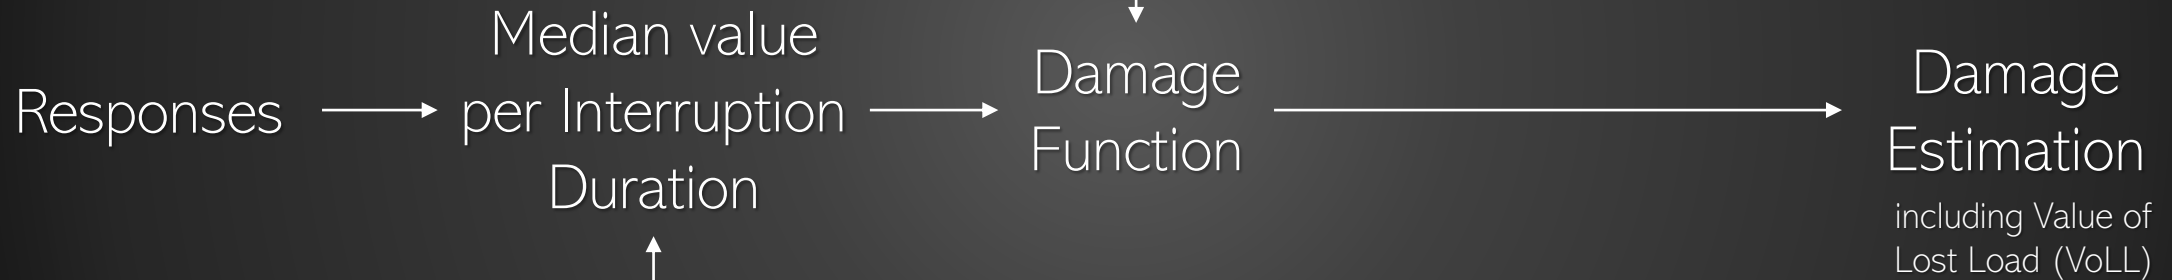 Responses
Median value
per Interruption
Duration
Damage
Function
Damage
Estimation
including Value of
Lost Load (VoLL)